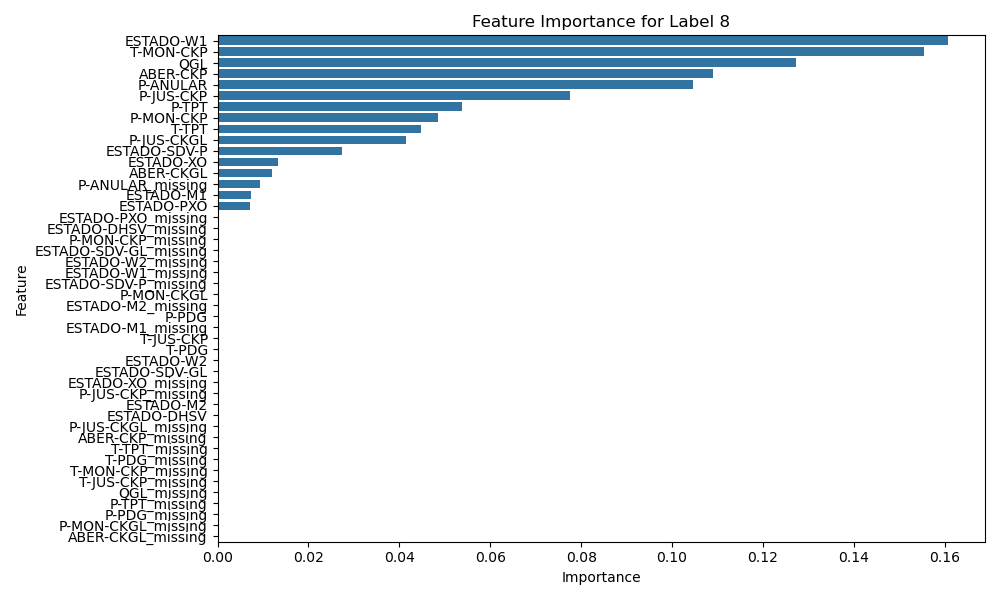 Feature Importance for Label 8
ESTADO-W1
T-MON-CKP
QGL
ABER-CKP
P-ANULAR
P-JUS-CKP
P-TPT
P-MON-CKP
T-TPT
P-JUS-CKGL
ESTADO-SDV-P
ESTADO-XO
ABER-CKGL
P-ANULAR_missing
ESTADO-M1
ESTADO-PXO
ESTADO-PXO_missing
ESTADO-DHSV_missing
P-MON-CKP_missing
ESTADO-SDV-GL_missing
ESTADO-W2_missing
ESTADO-W1_missing
ESTADO-SDV-P_missing
P-MON-CKGL
ESTADO-M2_missing
P-PDG
ESTADO-M1_missing
T-JUS-CKP
T-PDG
ESTADO-W2
ESTADO-SDV-GL
ESTADO-XO_missing
P-JUS-CKP_missing
ESTADO-M2
ESTADO-DHSV
P-JUS-CKGL_missing
ABER-CKP_missing
T-TPT_missing
T-PDG_missing
T-MON-CKP_missing
T-JUS-CKP_missing
QGL_missing
P-TPT_missing
P-PDG_missing
P-MON-CKGL_missing
ABER-CKGL_missing
Feature
0.00 0.02 0.04 0.06 0.08 0.10 0.12 0.14 0.16
Importance